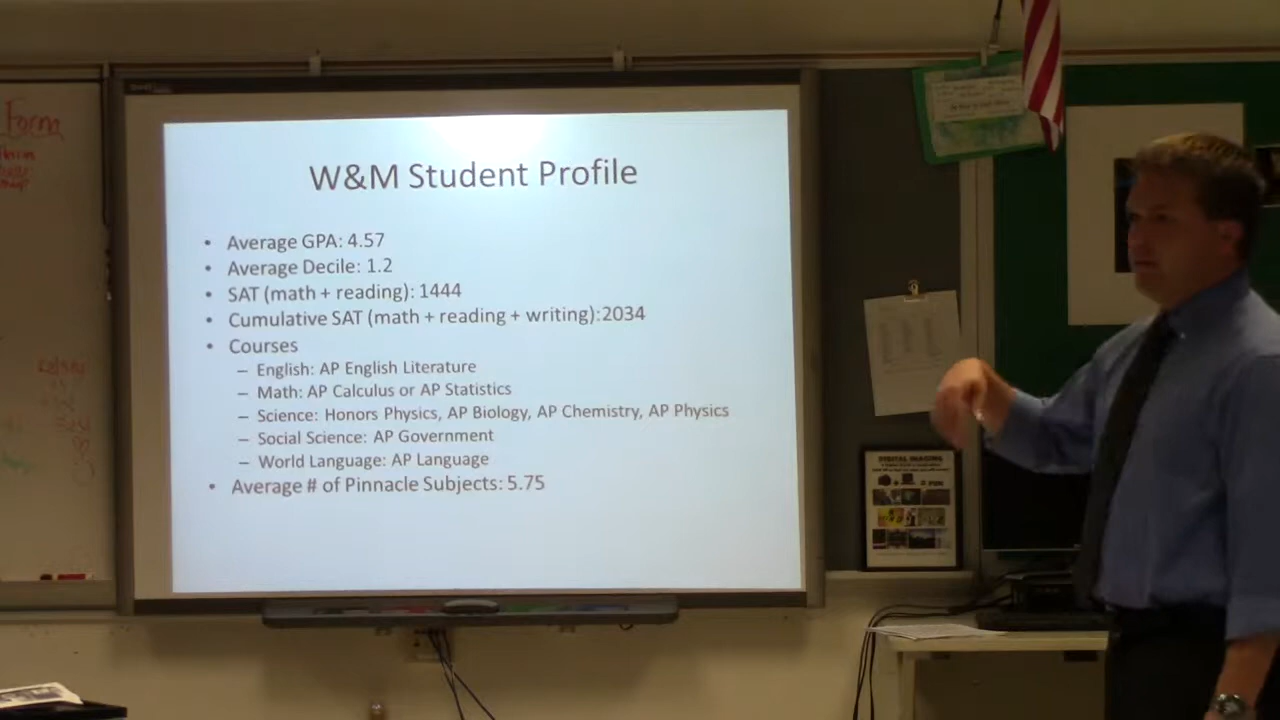 W&M Student Profile
• Average GPA: 4.57
• Average Decile: 1.2
• SAT (math + reading): 1444
• Cumulative SAT (math + reading + writing):2034
• Courses
– English: AP English Literature
– Math: AP Calculus or AP Statistics
– Science: Honors Physics, AP Biology, AP Chemistry, AP Physics
– Social Science: AP Government
– World Language: AP Language
• Average # of Pinnacle Subjects: 5.75
Form
DIGITAL IMAGING